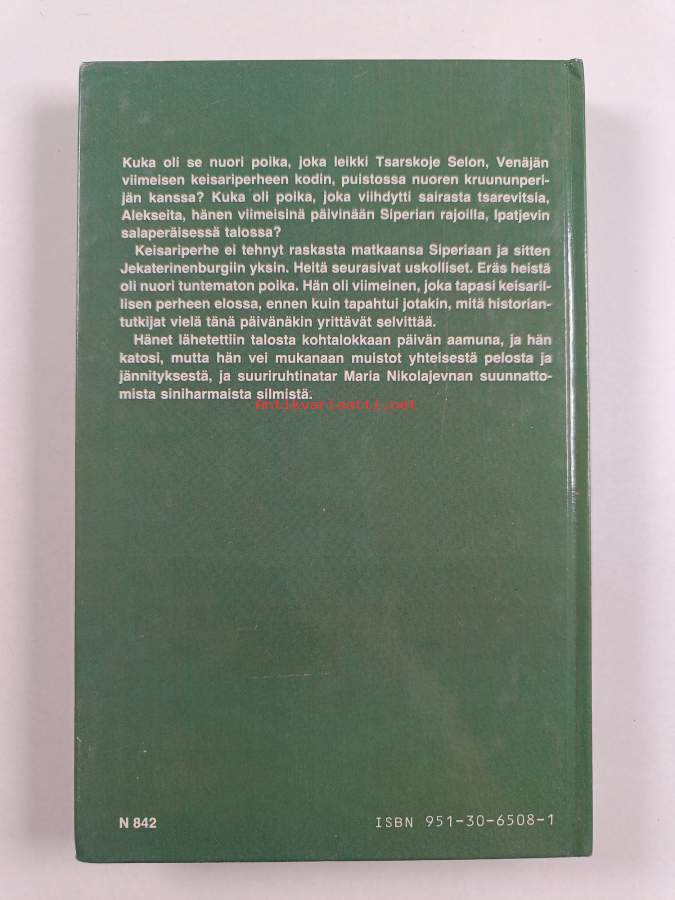 Kuka oli se nuori poika, joka leikki Tsarskoje Selon, Venäjän
viimeisen keisariperheen kodin, puistossa nuoren kruununperi-
jän kanssa? Kuka oli poika, joka viihdytti sairasta tsarevitsia,
Alekseita, hänen viimeisinä päivinään Siperian rajoilla, Ipatjevin
salaperäisessä talossa?
Keisariperhe ei tehnyt raskasta matkaansa Siperiaan ja sitten
Jekaterinenburgiin yksin. Heitä seurasivat uskolliset. Eräs heistä
oli nuori tuntematon poika. Hän oli viimeinen, joka tapasi keisaril-
lisen perheen elossa, ennen kuin tapahtui jotakin, mitä historian-
tutkijat vielä tänä päivänäkin yrittävät selvittää.
Hänet lähetettiin talosta kohtalokkaan päivän aamuna, ja hän
katosi, mutta hän vei mukanaan muistot yhteisestä pelosta ja
jännityksestä, ja suuriruhtinatar Maria Nikolajevnan suunnatto-
mista siniharmaista silmistä.
Antikvariaatti.net
N 842
ISBN 951-30-6508-1